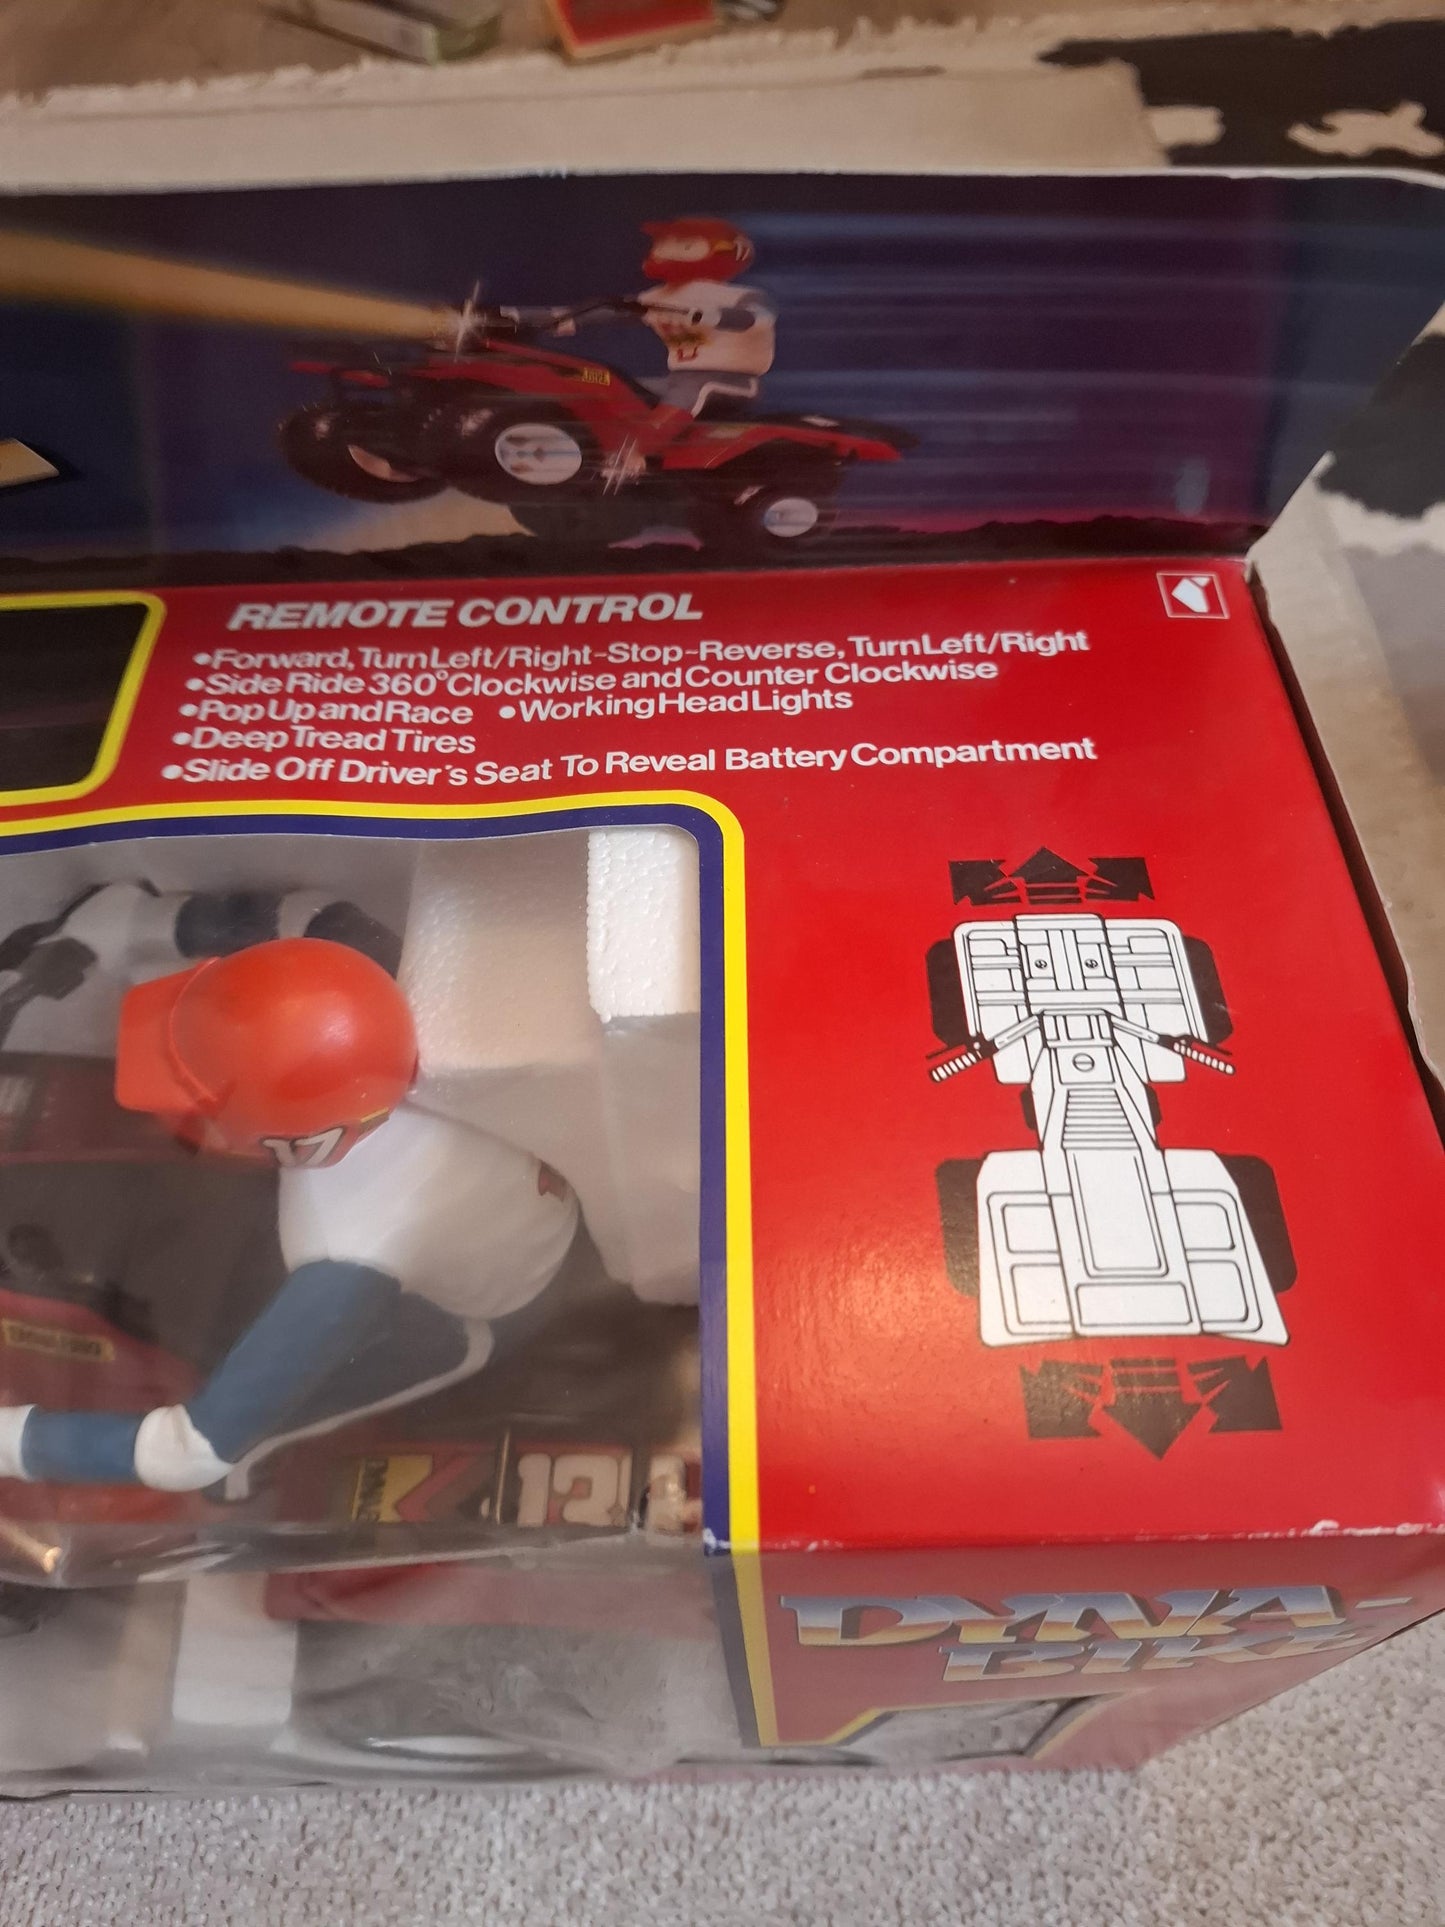 REMOTE CONTROL
•Forward, Turn Left/Right-Stop-Reverse, Turn Left/Right
•Side Ride 360° Clockwise and Counter Clockwise
•Pop Up and Race •Working Head Lights
•Deep Tread Tires
•Slide Off Driver's Seat To Reveal Battery Compartment
17
DYNA-
BIKE